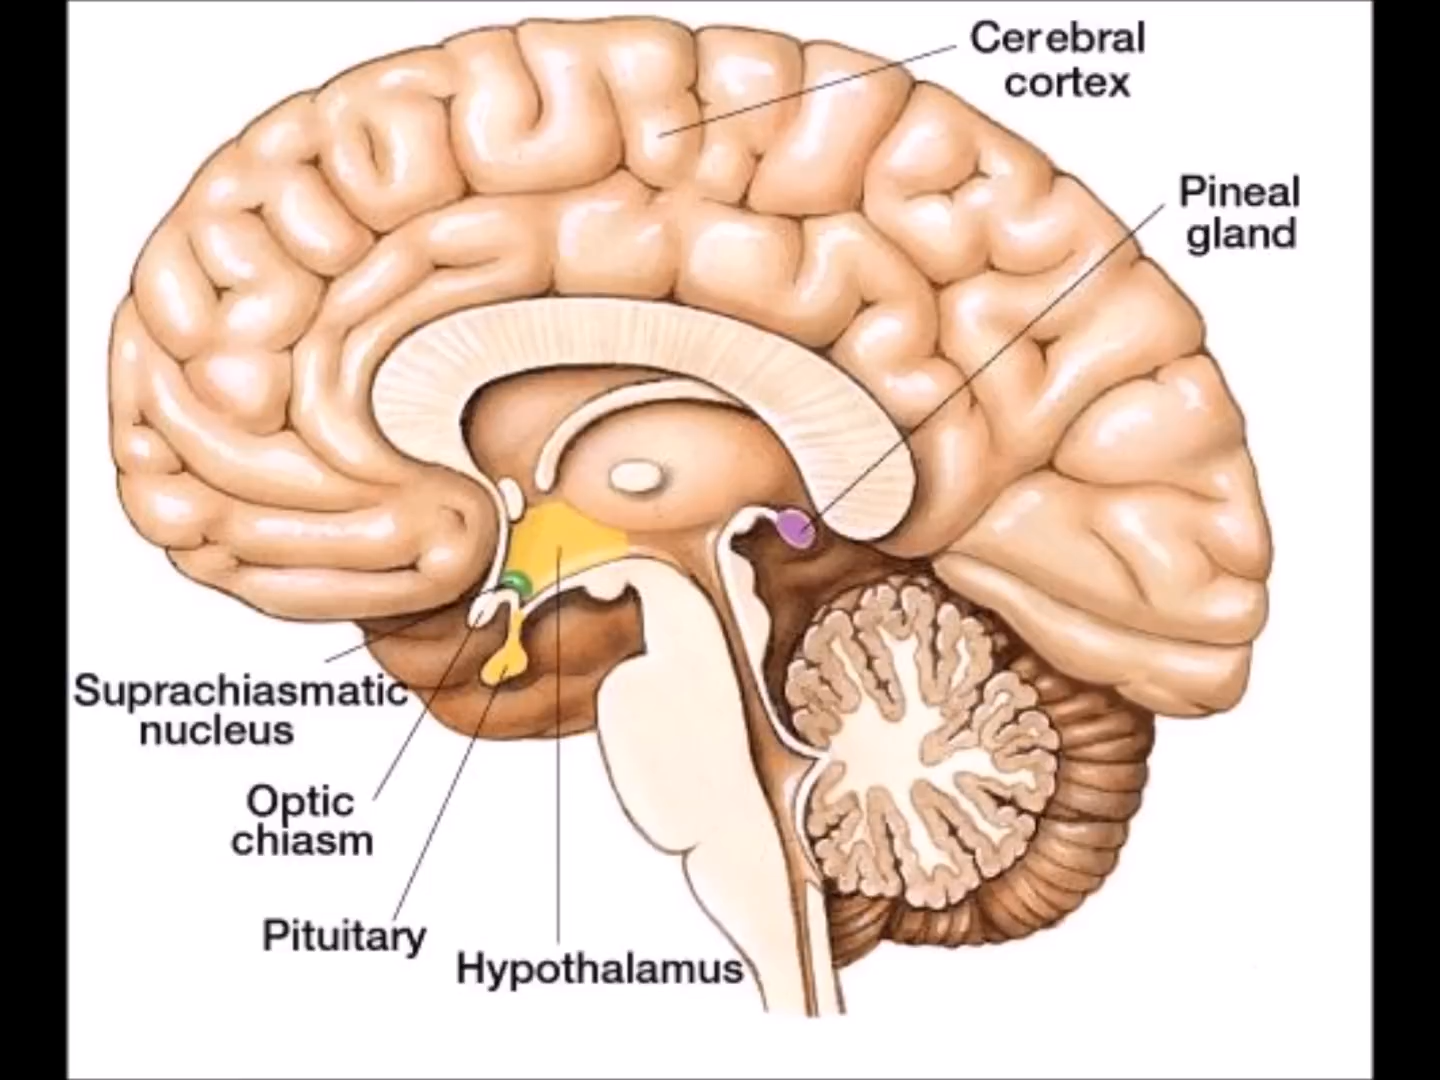 Cerebral
cortex
Pineal
gland
Suprachiasmatic
nucleus
Optic
chiasm
Pituitary
Hypothalamus